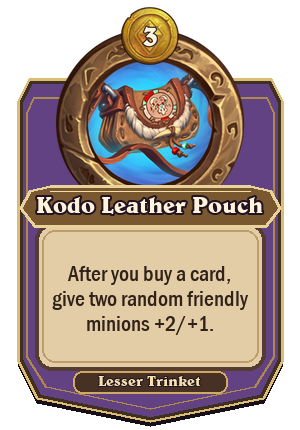 3
Kodo Leather Pouch
After you buy a card,
give two random friendly
minions +2/+1.
Lesser Trinket